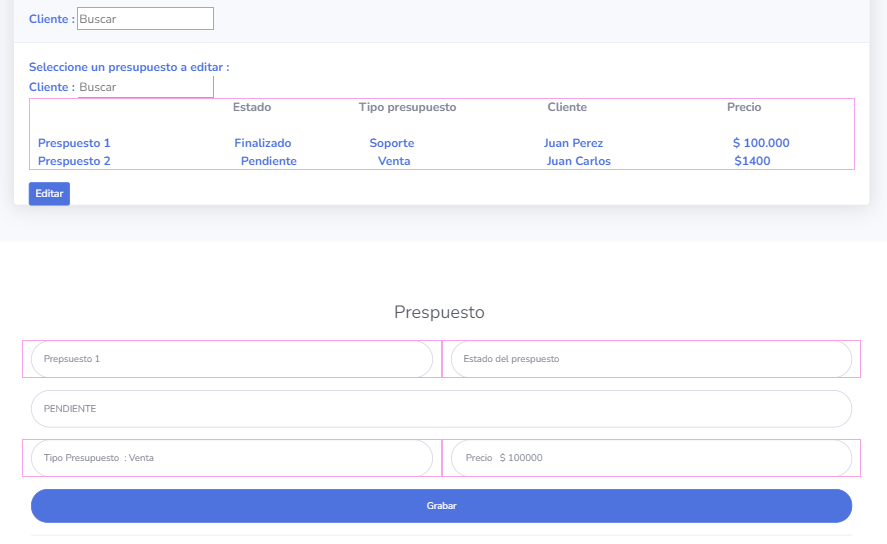 Cliente : Buscar
Seleccione un presupuesto a editar :
Cliente : Buscar
Estado Tipo presupuesto Cliente Precio
Prespuesto 1 Finalizado Soporte Juan Perez $ 100.000
Prespuesto 2 Pendiente Venta Juan Carlos $1400
Editar
Prespuesto
Prepsuesto 1 Estado del prespuesto
PENDIENTE
Tipo Presupuesto : Venta Precio $ 100000
Grabar